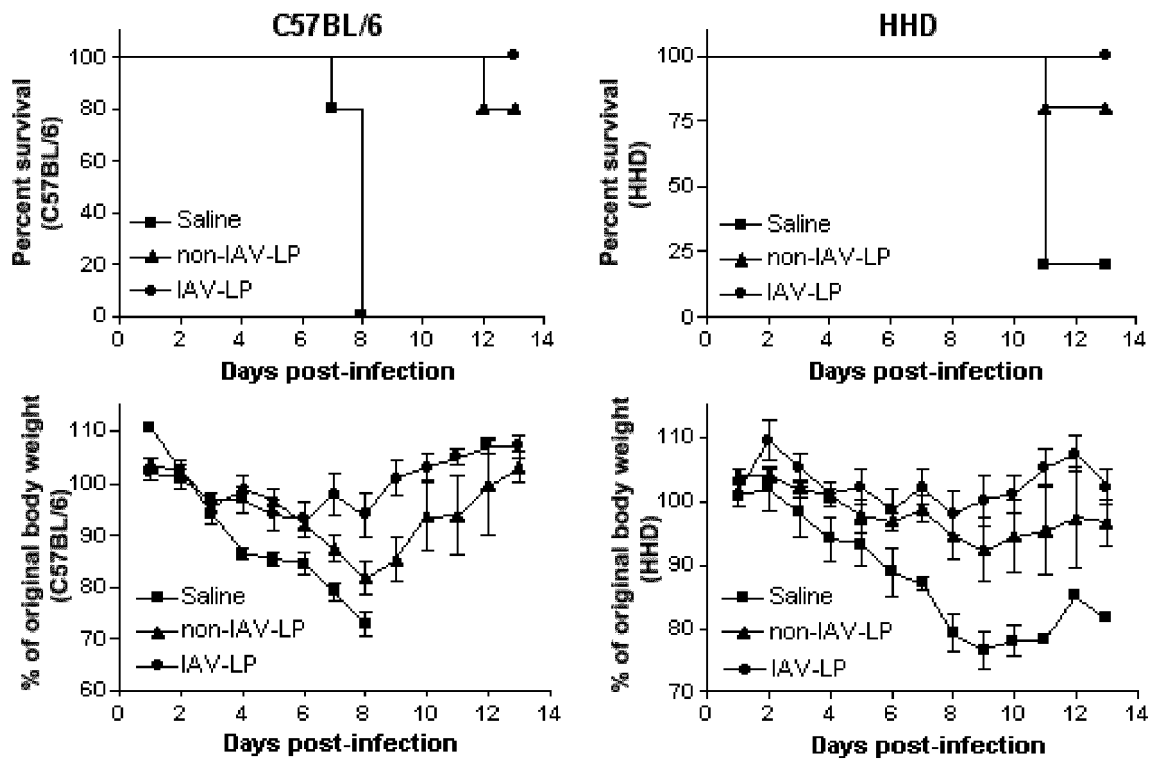 C57BL/6
Percent survival
(C57BL/6)
100
80
60
40
20
0
Saline
non-IAV-LP
IAV-LP
0 2 4 6 8 10 12 14
Days post-infection
HHD
Percent survival
(HHD)
100
75
50
25
0
Saline
non-IAV-LP
IAV-LP
0 2 4 6 8 10 12 14
Days post-infection
% of original body weight
(C57BL/6)
110
100
90
80
70
60
Saline
non-IAV-LP
IAV-LP
0 2 4 6 8 10 12 14
Days post-infection
% of original body weight
(HHD)
110
100
90
80
70
Saline
non-IAV-LP
IAV-LP
0 2 4 6 8 10 12 14
Days post-infection